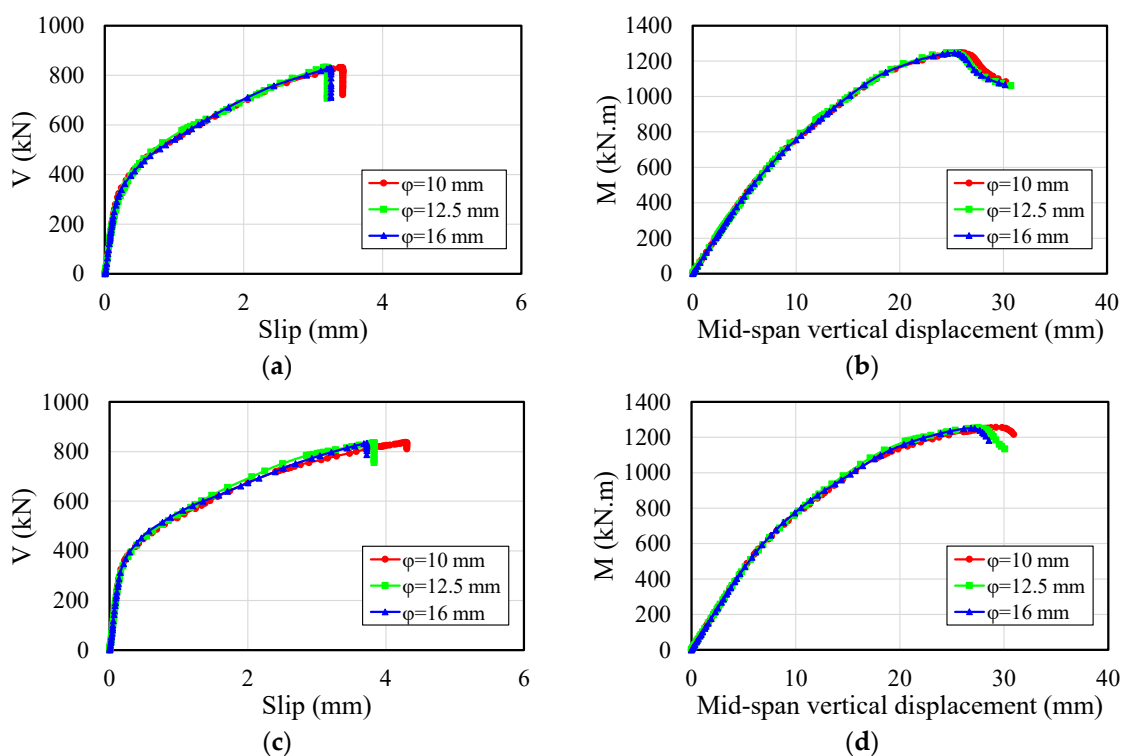 1000
800
600
400
200
0
V (kN)
φ=10 mm
φ=12.5 mm
φ=16 mm
0 2 4 6
Slip (mm)
(a)
1400
1200
1000
800
600
400
200
0
M (kN.m)
φ=10 mm
φ=12.5 mm
φ=16 mm
0 10 20 30 40
Mid-span vertical displacement (mm)
(b)
1000
800
600
400
200
0
V (kN)
φ=10 mm
φ=12.5 mm
φ=16 mm
0 2 4 6
Slip (mm)
(c)
1400
1200
1000
800
600
400
200
0
M (kN.m)
φ=10 mm
φ=12.5 mm
φ=16 mm
0 10 20 30 40
Mid-span vertical displacement (mm)
(d)